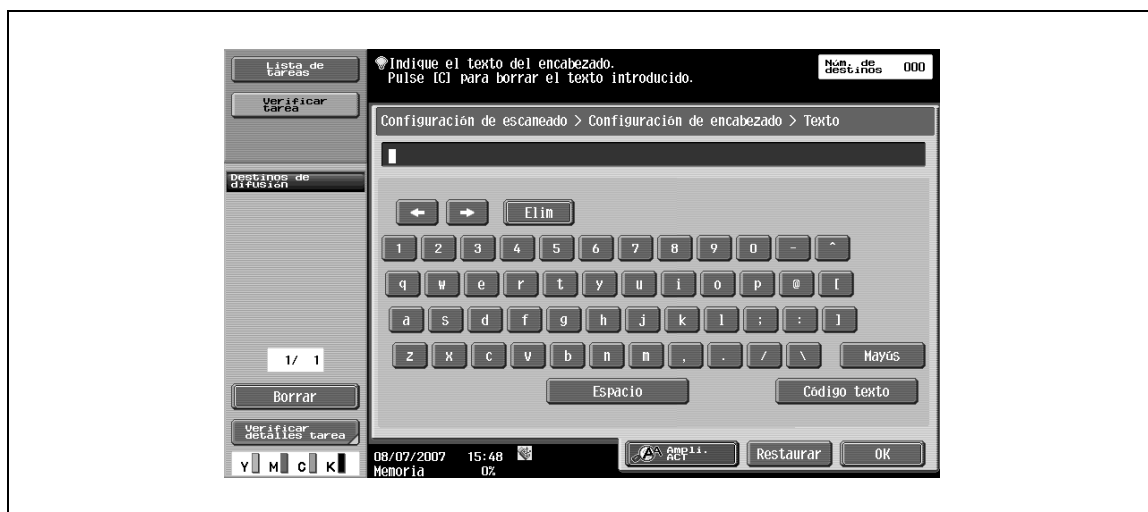 Lista de
tareas
Verificar
tarea
Destinos de
difusión
1/ 1
Borrar
Verificar
detalles tarea
Y M C K
Indique el texto del encabezado.
Pulse [C] para borrar el texto introducido.
Núm. de
destinos 000
Configuración de escaneado > Configuración de encabezado > Texto
← → Elim
1 2 3 4 5 6 7 8 9 0 - ^
q w e r t y u i o p @ [
a s d f g h j k l ; : ]
z x c v b n m , . / \ Mayús
Espacio Código texto
08/07/2007 15:48
Memoria 0%
Ampli.
ACT
Restaurar OK